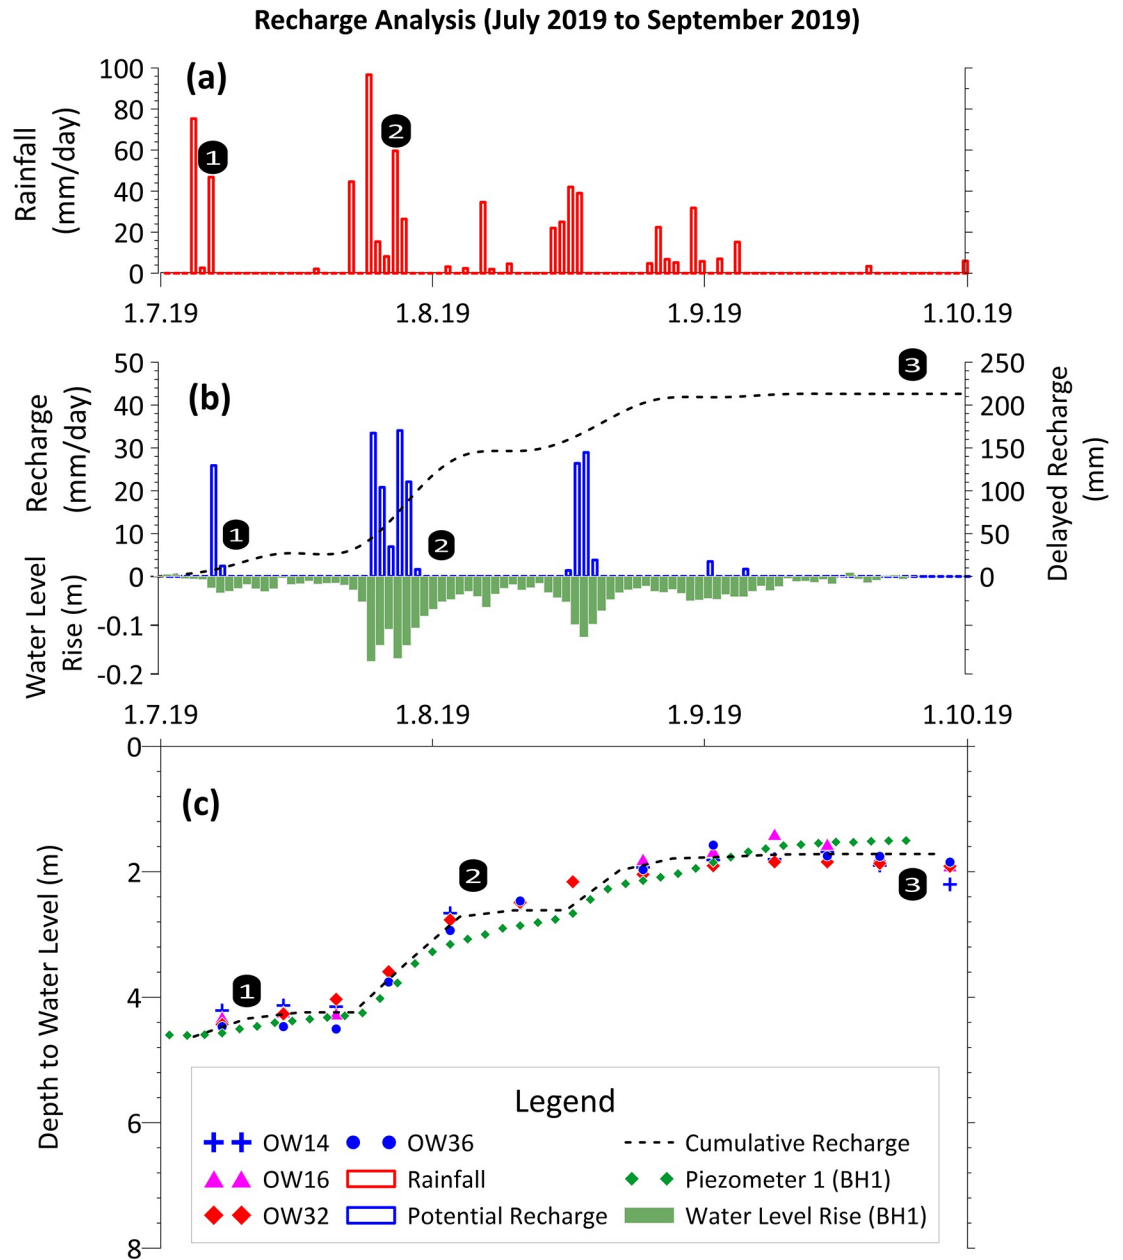 Recharge Analysis (July 2019 to September 2019)
(a)
Rainfall
(mm/day)
100
80
60
40
20
0
1
2
1.7.19
1.8.19
1.9.19
1.10.19
(b)
Recharge
(mm/day)
50
40
30
20
10
0
Water Level
Rise (m)
-0.1
-0.2
1
2
3
250
200
150
100
50
0
Delayed Recharge
(mm)
1.7.19
1.8.19
1.9.19
1.10.19
(c)
Depth to Water Level (m)
0
2
4
6
8
1
2
3
Legend
OW14
OW36
Cumulative Recharge
OW16
Rainfall
Piezometer 1 (BH1)
OW32
Potential Recharge
Water Level Rise (BH1)